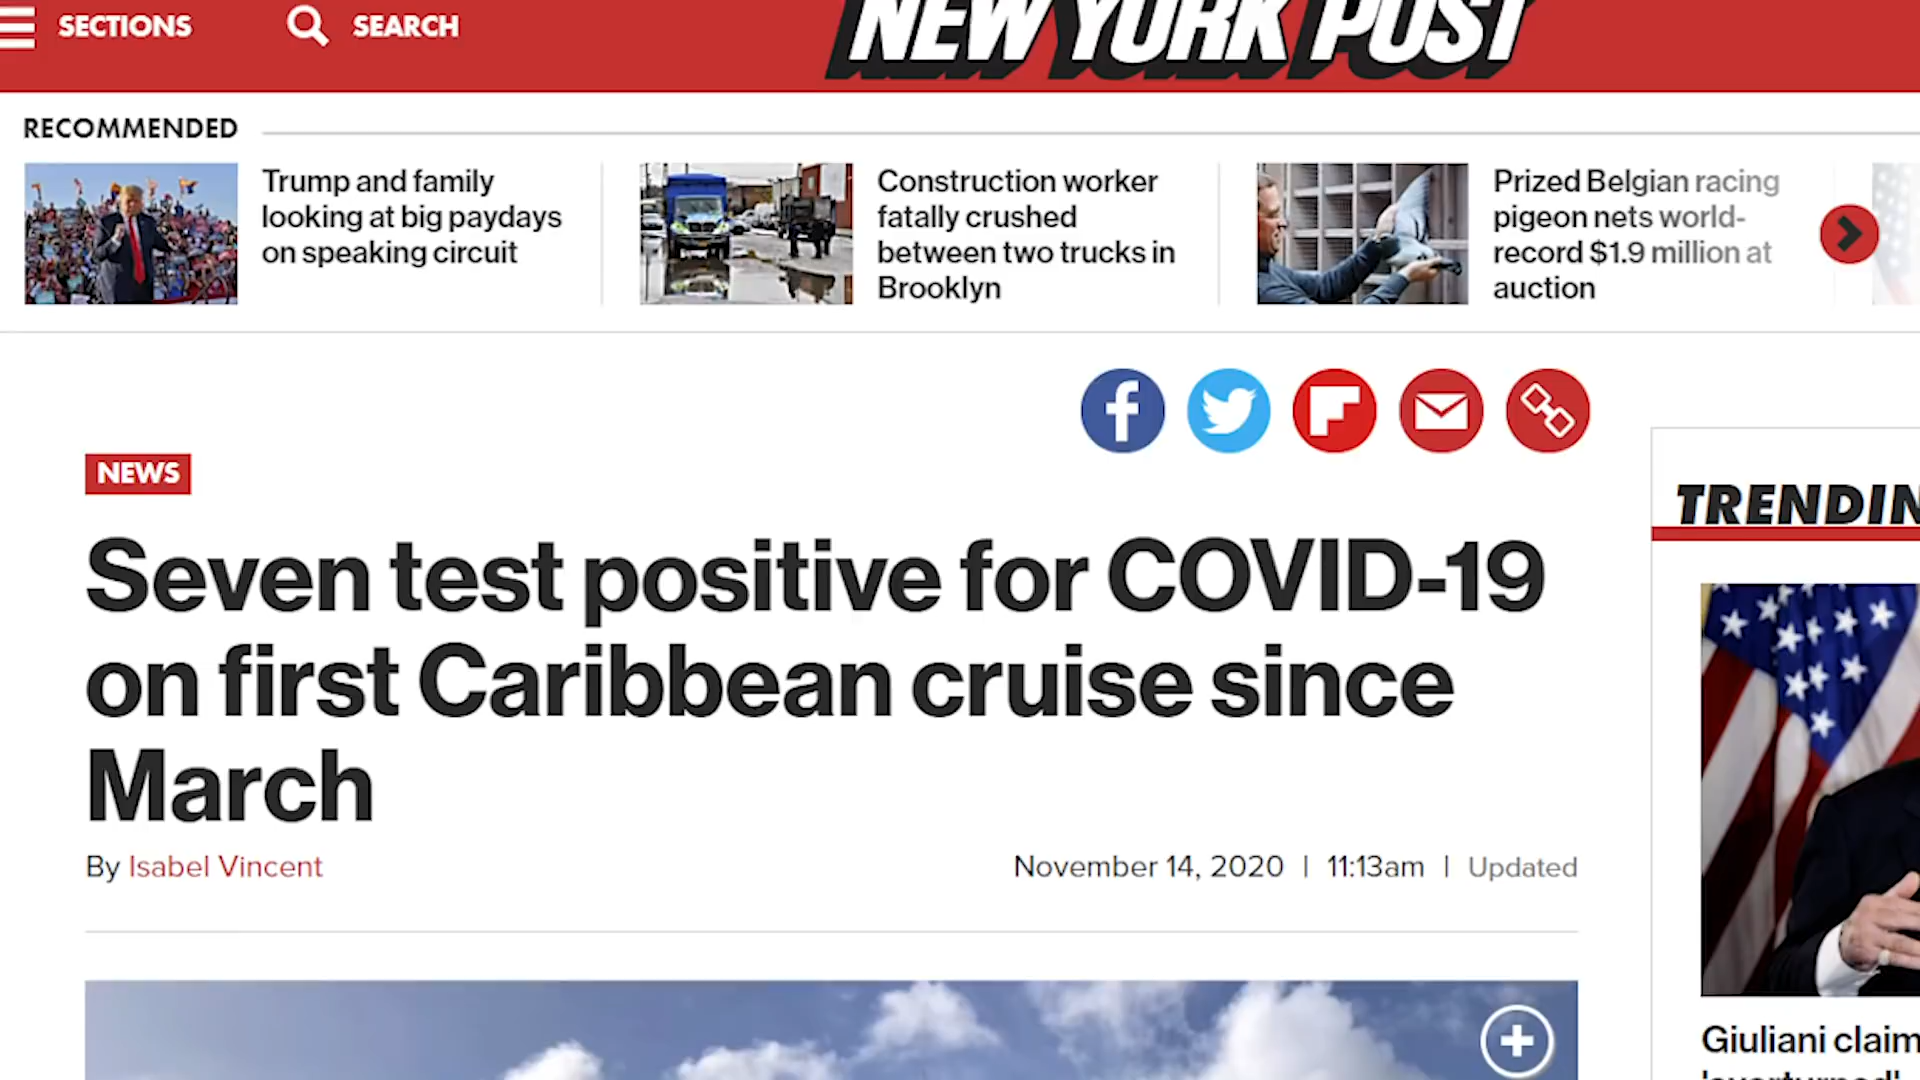 SECTIONS
SEARCH
NEW YORK POST
RECOMMENDED
Trump and family
looking at big paydays
on speaking circuit
Construction worker
fatally crushed
between two trucks in
Brooklyn
Prized Belgian racing
pigeon nets world-
record $1.9 million at
auction
NEWS
TRENDIN
Seven test positive for COVID-19
on first Caribbean cruise since
March
By Isabel Vincent
November 14, 2020 | 11:13am | Updated
Giuliani claim
'overturned'